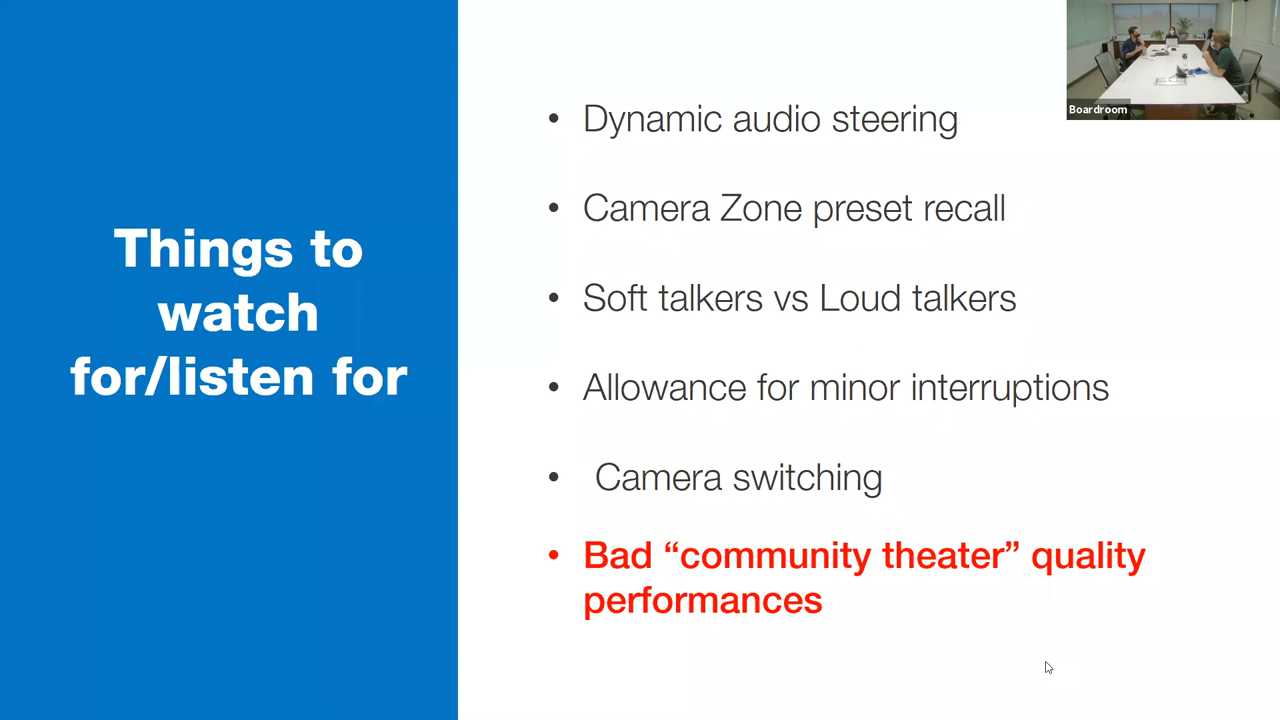 Things to
watch
for/listen for
• Dynamic audio steering
• Camera Zone preset recall
• Soft talkers vs Loud talkers
• Allowance for minor interruptions
• Camera switching
• Bad “community theater” quality
performances
Boardroom